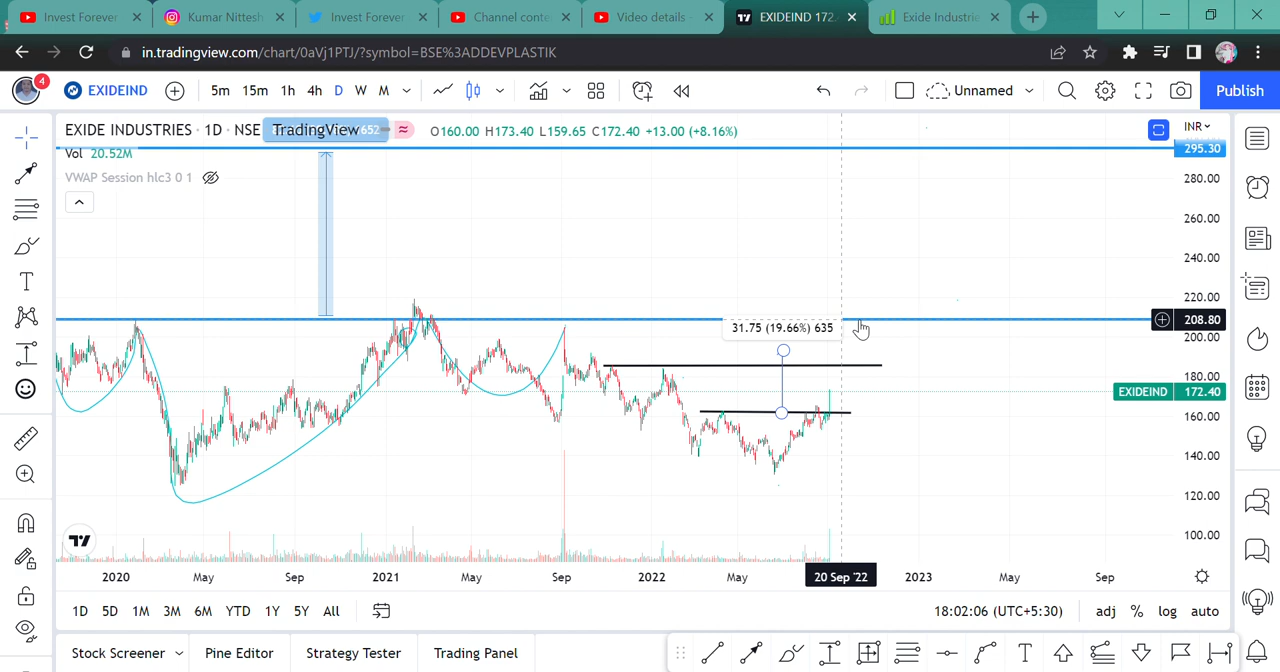 Invest Forever
Kumar Nittesh
Invest Forever
Channel conte
Video details -
EXIDEIND 172.
Exide Industrie
in.tradingview.com/chart/0aVj1PTJ/?symbol=BSE%3ADDEVPLASTIK
4
EXIDEIND
5m 15m 1h 4h D W M
Unnamed
Publish
EXIDE INDUSTRIES · 1D · NSE
TradingView
O160.00 H173.40 L159.65 C172.40 +13.00 (+8.16%)
INR
Vol 20.52M
295.30
VWAP Session hlc3 0 1
280.00
260.00
240.00
220.00
208.80
31.75 (19.66%) 635
200.00
180.00
EXIDEIND 172.40
160.00
140.00
120.00
100.00
2020 May Sep 2021 May Sep 2022 May 20 Sep '22 2023 May Sep
1D 5D 1M 3M 6M YTD 1Y 5Y All
18:02:06 (UTC+5:30) adj % log auto
Stock Screener Pine Editor Strategy Tester Trading Panel